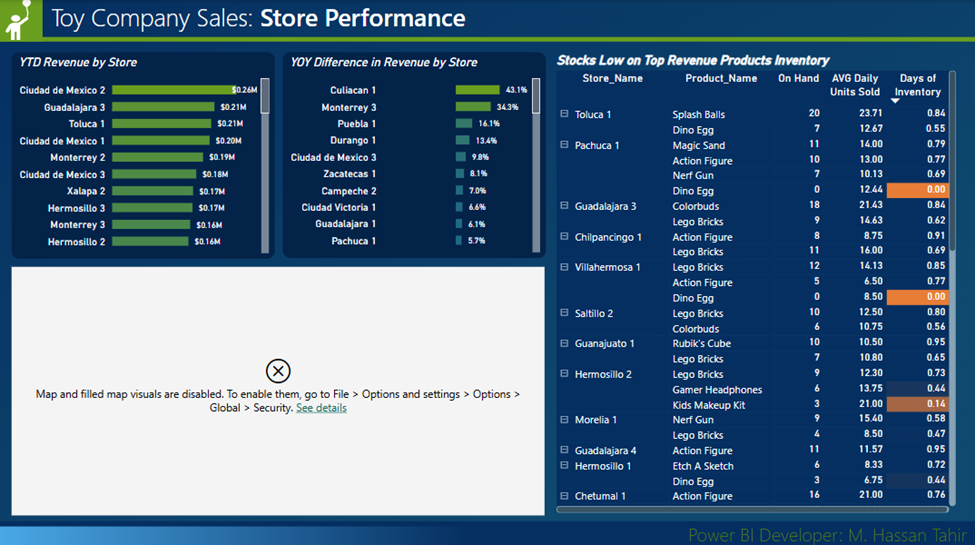 Toy Company Sales: Store Performance
YTD Revenue by Store
Ciudad de Mexico 2 $0.26M
Guadalajara 3 $0.21M
Toluca 1 $0.21M
Ciudad de Mexico 1 $0.20M
Monterrey 2 $0.19M
Ciudad de Mexico 3 $0.18M
Xalapa 2 $0.17M
Hermosillo 3 $0.17M
Monterrey 3 $0.16M
Hermosillo 2 $0.16M
YOY Difference in Revenue by Store
Culiacan 1 43.1%
Monterrey 3 34.3%
Puebla 1 16.1%
Durango 1 13.4%
Ciudad de Mexico 3 9.8%
Zacatecas 1 8.1%
Campeche 2 7.0%
Ciudad Victoria 1 6.6%
Guadalajara 1 6.1%
Pachuca 1 5.7%
Map and filled map visuals are disabled. To enable them, go to File > Options and settings > Options >
Global > Security. See details
Stocks Low on Top Revenue Products Inventory
Store_Name Product_Name On Hand AVG Daily Days of
Units Sold Inventory
Toluca 1 Splash Balls 20 23.71 0.84
Dino Egg 7 12.67 0.55
Pachuca 1 Magic Sand 11 14.00 0.79
Action Figure 10 13.00 0.77
Nerf Gun 7 10.13 0.69
Dino Egg 0 12.44 0.00
Guadalajara 3 Colorbuds 18 21.43 0.84
Lego Bricks 9 14.63 0.62
Chilpancingo 1 Action Figure 8 8.75 0.91
Lego Bricks 11 16.00 0.69
Villahermosa 1 Lego Bricks 12 14.13 0.85
Action Figure 5 6.50 0.77
Dino Egg 0 8.50 0.00
Saltillo 2 Lego Bricks 10 12.50 0.80
Colorbuds 6 10.75 0.56
Guanajuato 1 Rubik's Cube 10 10.50 0.95
Lego Bricks 7 10.80 0.65
Hermosillo 2 Lego Bricks 9 12.30 0.73
Gamer Headphones 6 13.75 0.44
Kids Makeup Kit 3 21.00 0.14
Morelia 1 Nerf Gun 9 15.40 0.58
Lego Bricks 4 8.50 0.47
Guadalajara 4 Action Figure 11 11.57 0.95
Hermosillo 1 Etch A Sketch 6 8.33 0.72
Dino Egg 3 6.75 0.44
Chetumal 1 Action Figure 16 21.00 0.76
Power BI Developer: M. Hassan Tahir